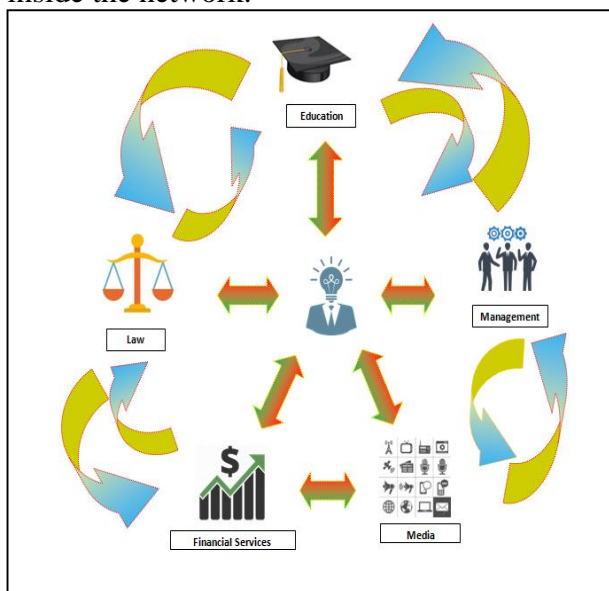 inside the network.
Education
Law
Management
$
Financial Services
Media